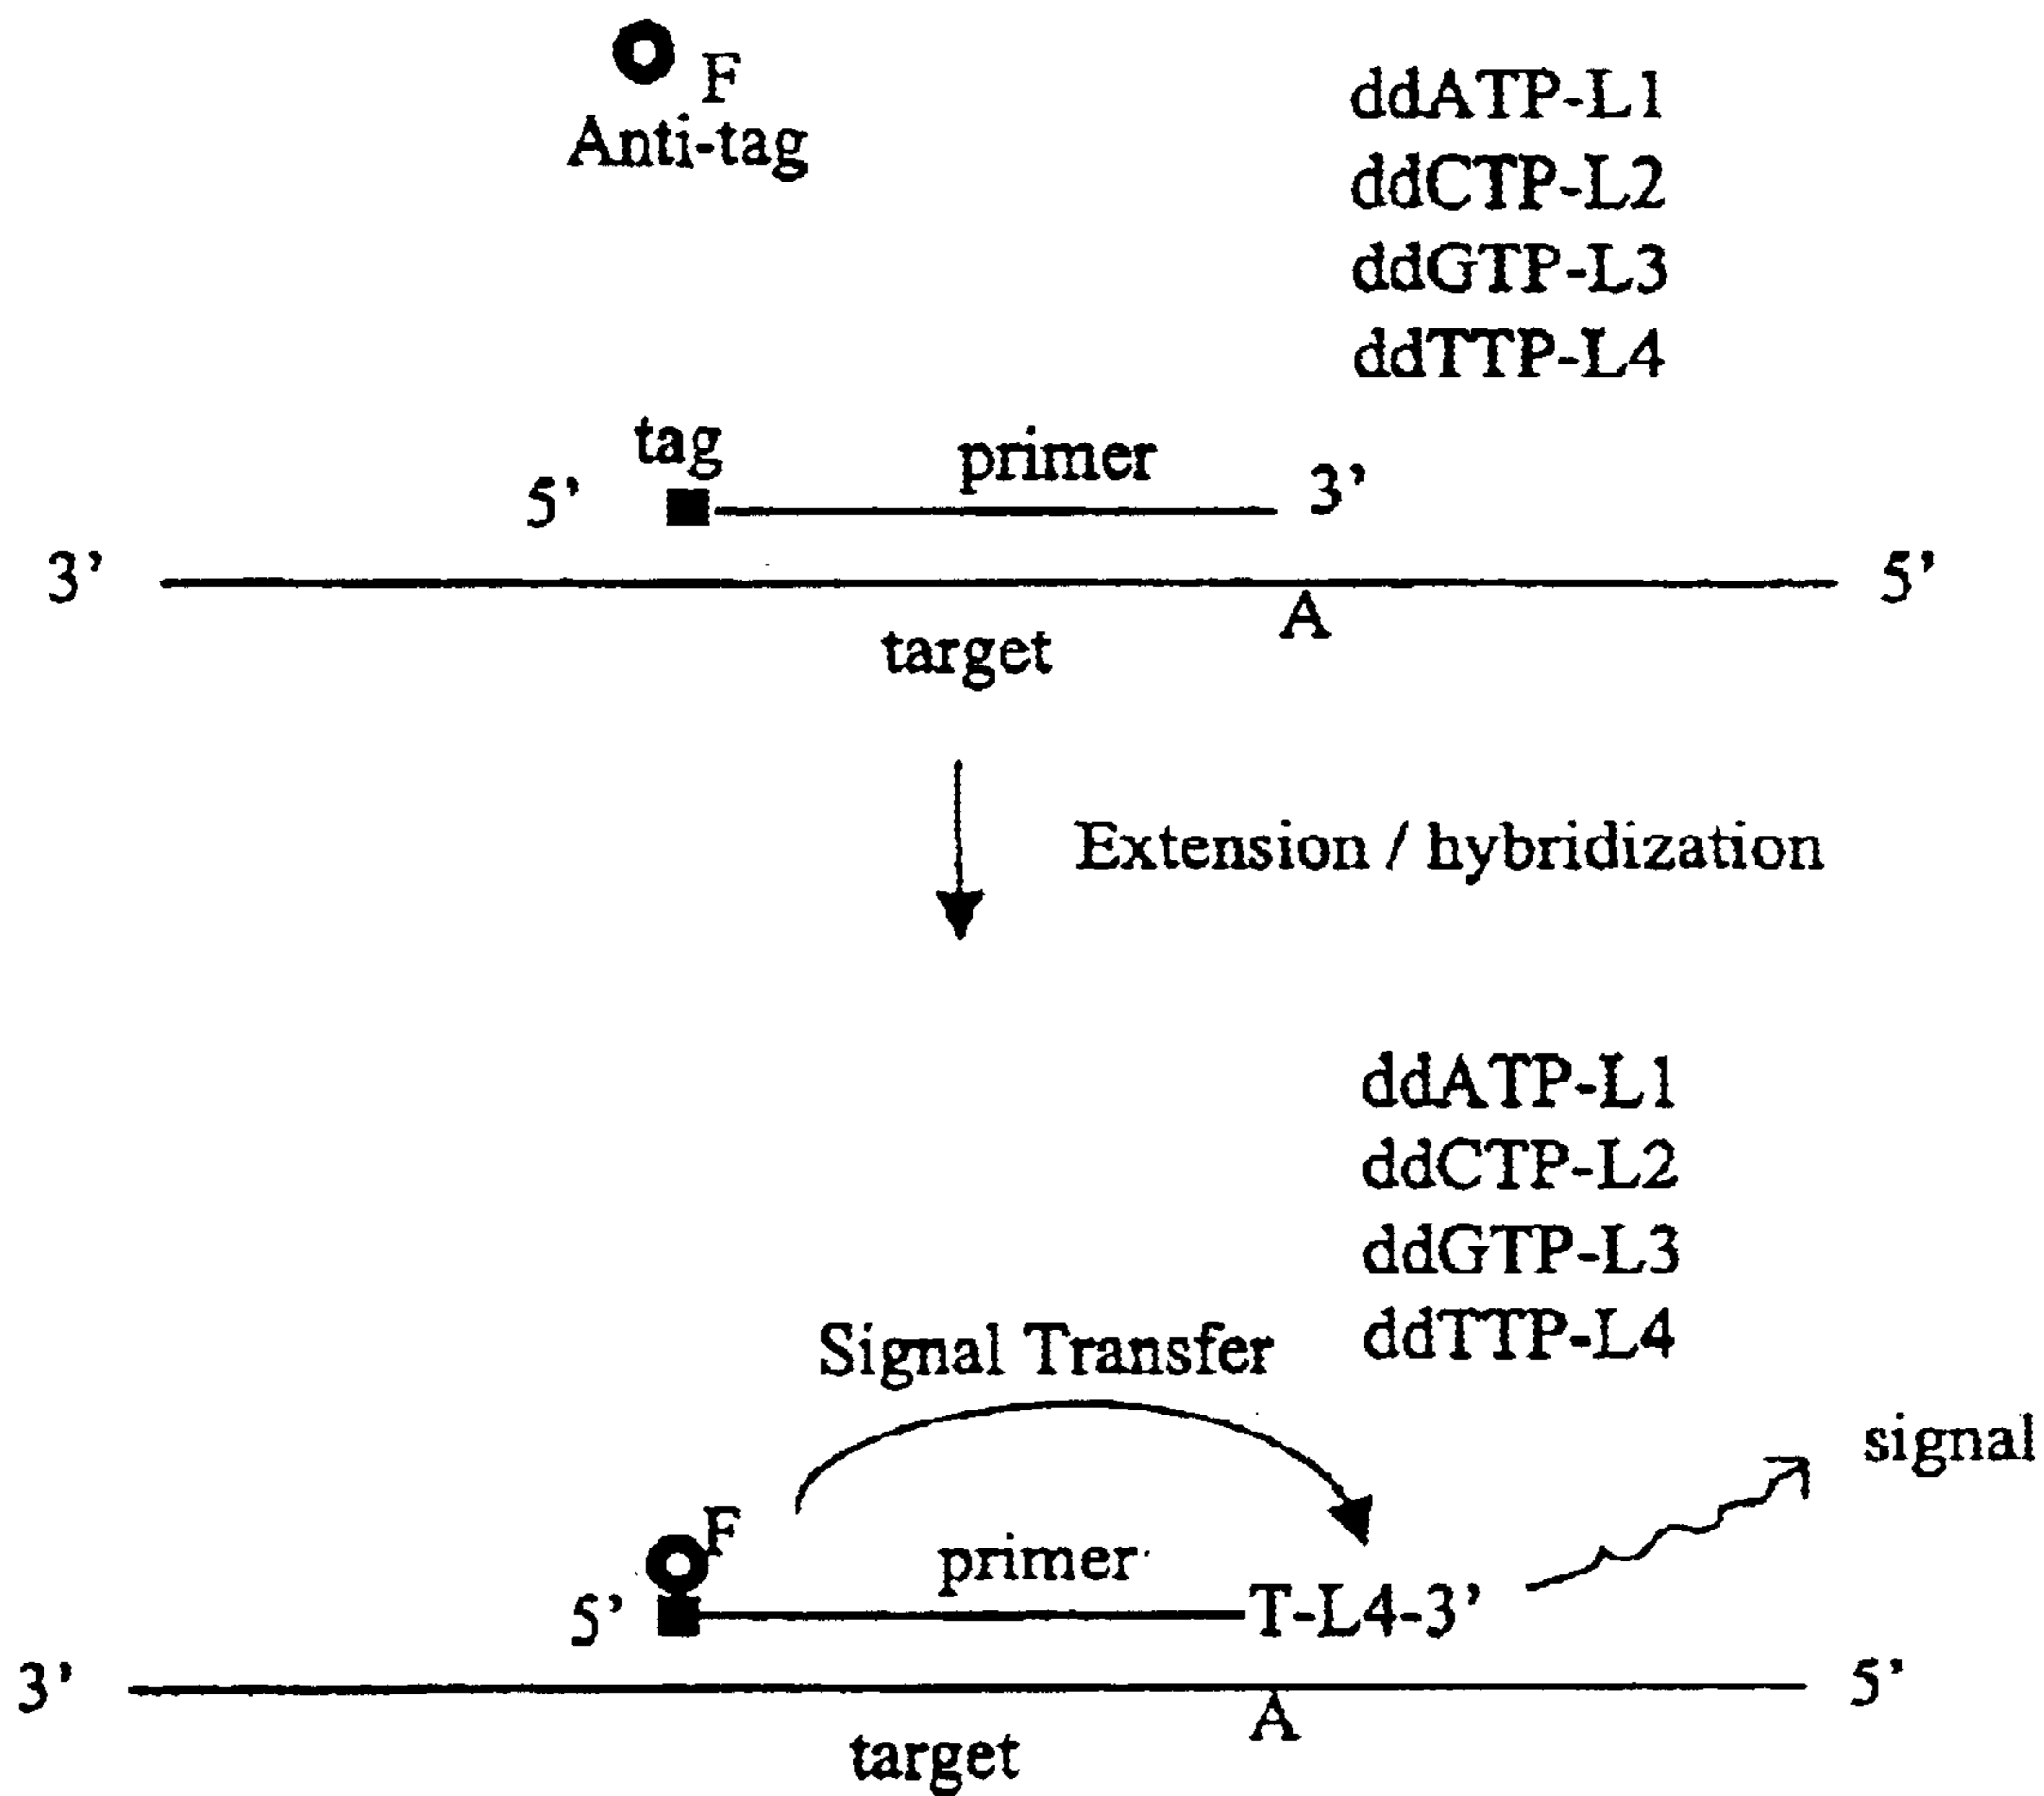 F
Anti-tag
ddATP-L1
ddCTP-L2
ddGTP-L3
ddTTP-L4
tag
primer
5' 3'
3' 5'
A
target
Extension / hybridization
ddATP-L1
ddCTP-L2
ddGTP-L3
ddTTP-L4
Signal Transfer
signal
F
primer
5' T-L4-3'
3' 5'
A
target